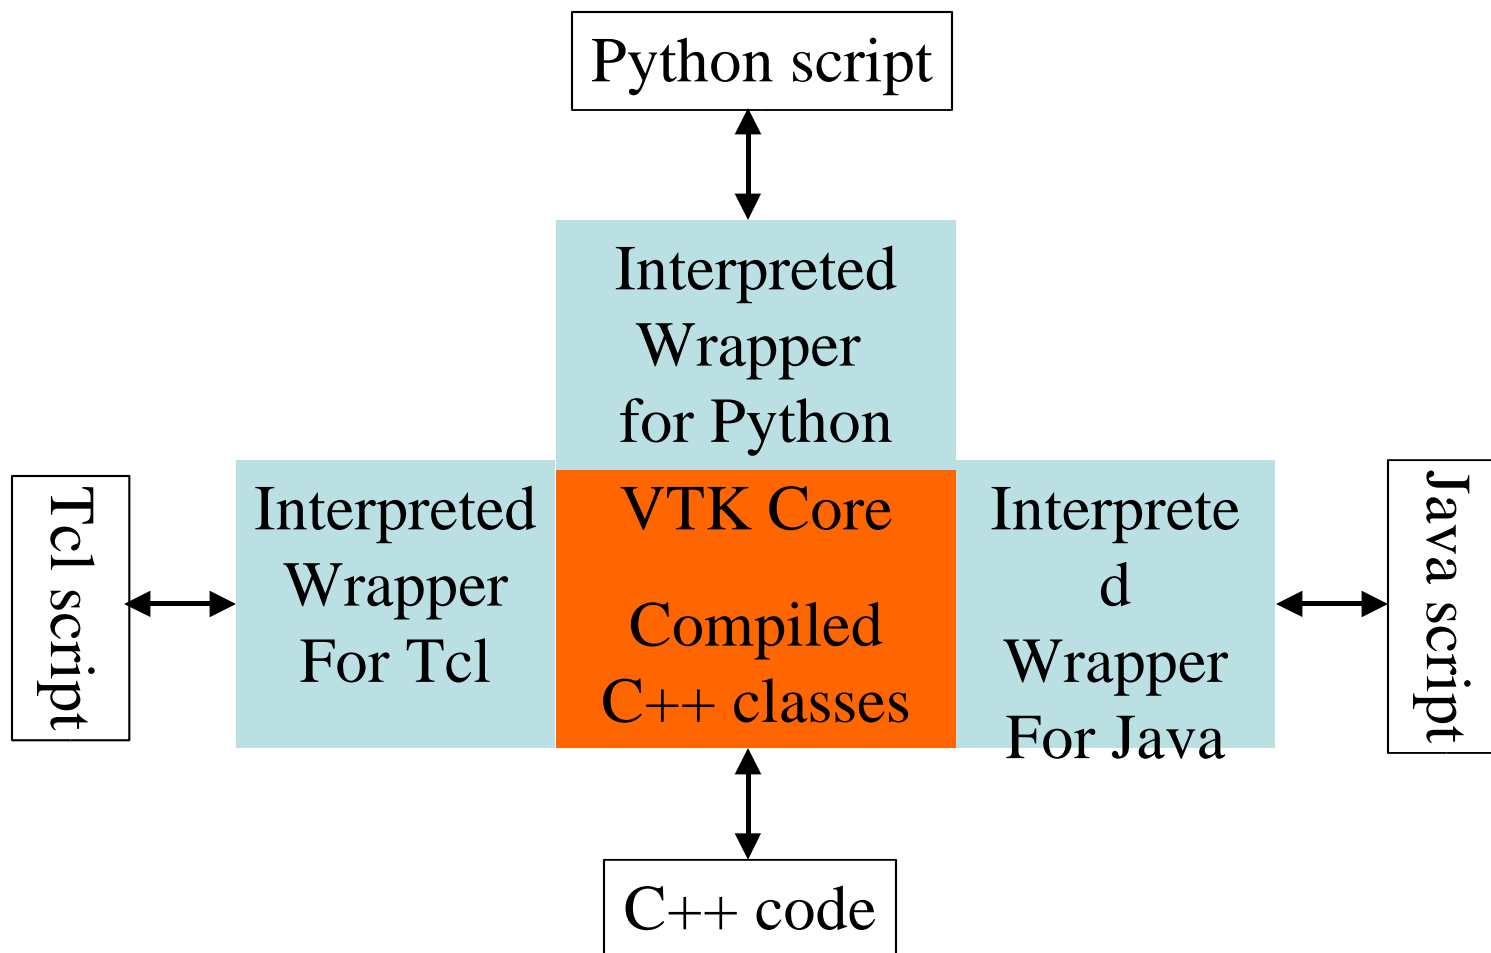 Python script
Interpreted
Wrapper
for Python
Tcl script
Interpreted
Wrapper
For Tcl
VTK Core
Compiled
C++ classes
Interprete
d
Wrapper
For Java
Java script
C++ code